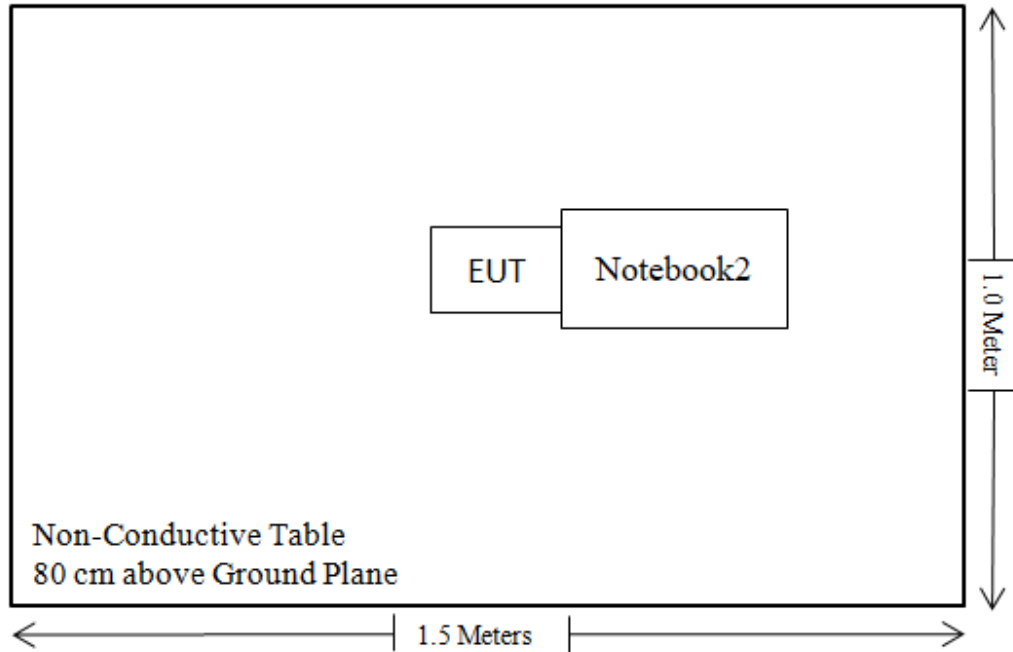 EUT
Notebook2
1.0 Meter
Non-Conductive Table
80 cm above Ground Plane
1.5 Meters